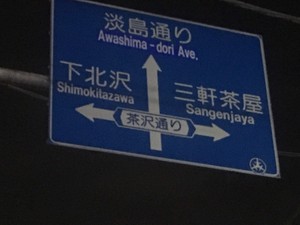 淡島通り
Awashima-dori Ave.
下北沢
Shimokitazawa
三軒茶屋
Sangenjaya
茶沢通り